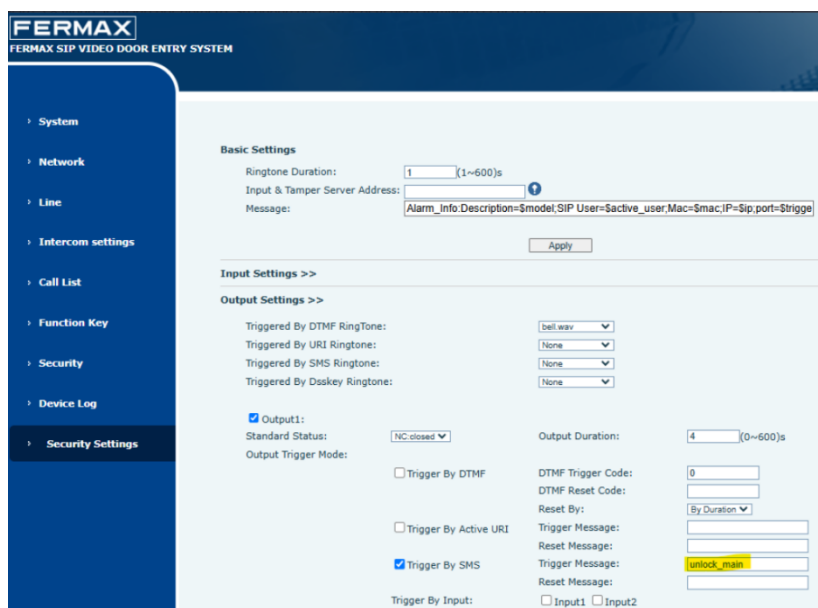 FERMAX
FERMAX SIP VIDEO DOOR ENTRY SYSTEM
System
Network
Line
Intercom settings
Call List
Function Key
Security
Device Log
Security Settings
Basic Settings
Ringtone Duration: 1 (1~600)s
Input & Tamper Server Address:
Message: Alarm_Info:Description=$model;SIP User=$active_user;Mac=$mac;IP=$ip;port=$trigge
Apply
Input Settings >>
Output Settings >>
Triggered By DTMF RingTone: bell.wav
Triggered By URI Ringtone: None
Triggered By SMS Ringtone: None
Triggered By Dsskey Ringtone: None
Output1:
Standard Status: NC:closed Output Duration: 4 (0~600)s
Output Trigger Mode:
Trigger By DTMF DTMF Trigger Code: 0
DTMF Reset Code:
Reset By: By Duration
Trigger By Active URI Trigger Message:
Reset Message:
Trigger By SMS Trigger Message: unlock_main
Reset Message:
Trigger By Input: Input1 Input2